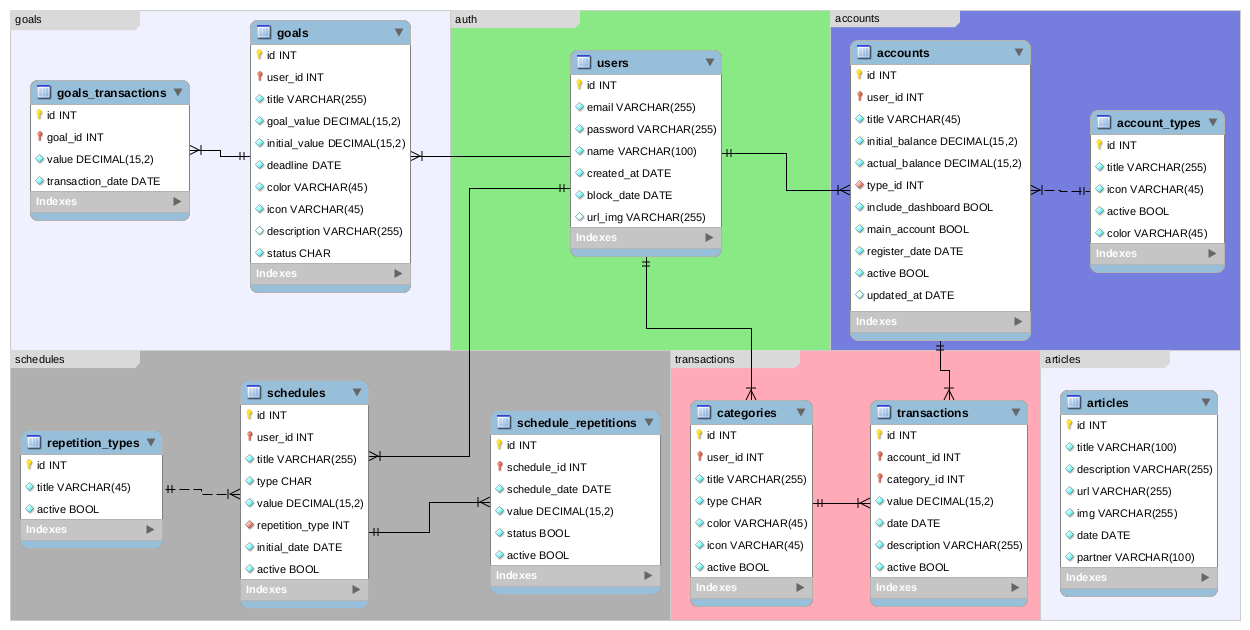 goals
goals_transactions
id INT
goal_id INT
value DECIMAL(15,2)
transaction_date DATE
Indexes
goals
id INT
user_id INT
title VARCHAR(255)
goal_value DECIMAL(15,2)
initial_value DECIMAL(15,2)
deadline DATE
color VARCHAR(45)
icon VARCHAR(45)
description VARCHAR(255)
status CHAR
Indexes
auth
users
id INT
email VARCHAR(255)
password VARCHAR(255)
name VARCHAR(100)
created_at DATE
block_date DATE
url_img VARCHAR(255)
Indexes
accounts
accounts
id INT
user_id INT
title VARCHAR(45)
initial_balance DECIMAL(15,2)
actual_balance DECIMAL(15,2)
type_id INT
include_dashboard BOOL
main_account BOOL
register_date DATE
active BOOL
updated_at DATE
Indexes
account_types
id INT
title VARCHAR(255)
icon VARCHAR(45)
active BOOL
color VARCHAR(45)
Indexes
schedules
repetition_types
id INT
title VARCHAR(45)
active BOOL
Indexes
schedules
id INT
user_id INT
title VARCHAR(255)
type CHAR
value DECIMAL(15,2)
repetition_type INT
initial_date DATE
active BOOL
Indexes
schedule_repetitions
id INT
schedule_id INT
schedule_date DATE
value DECIMAL(15,2)
status BOOL
active BOOL
Indexes
transactions
categories
id INT
user_id INT
title VARCHAR(255)
type CHAR
color VARCHAR(45)
icon VARCHAR(45)
active BOOL
Indexes
transactions
id INT
account_id INT
category_id INT
value DECIMAL(15,2)
date DATE
description VARCHAR(255)
active BOOL
Indexes
articles
articles
id INT
title VARCHAR(100)
description VARCHAR(255)
url VARCHAR(255)
img VARCHAR(255)
date DATE
partner VARCHAR(100)
Indexes